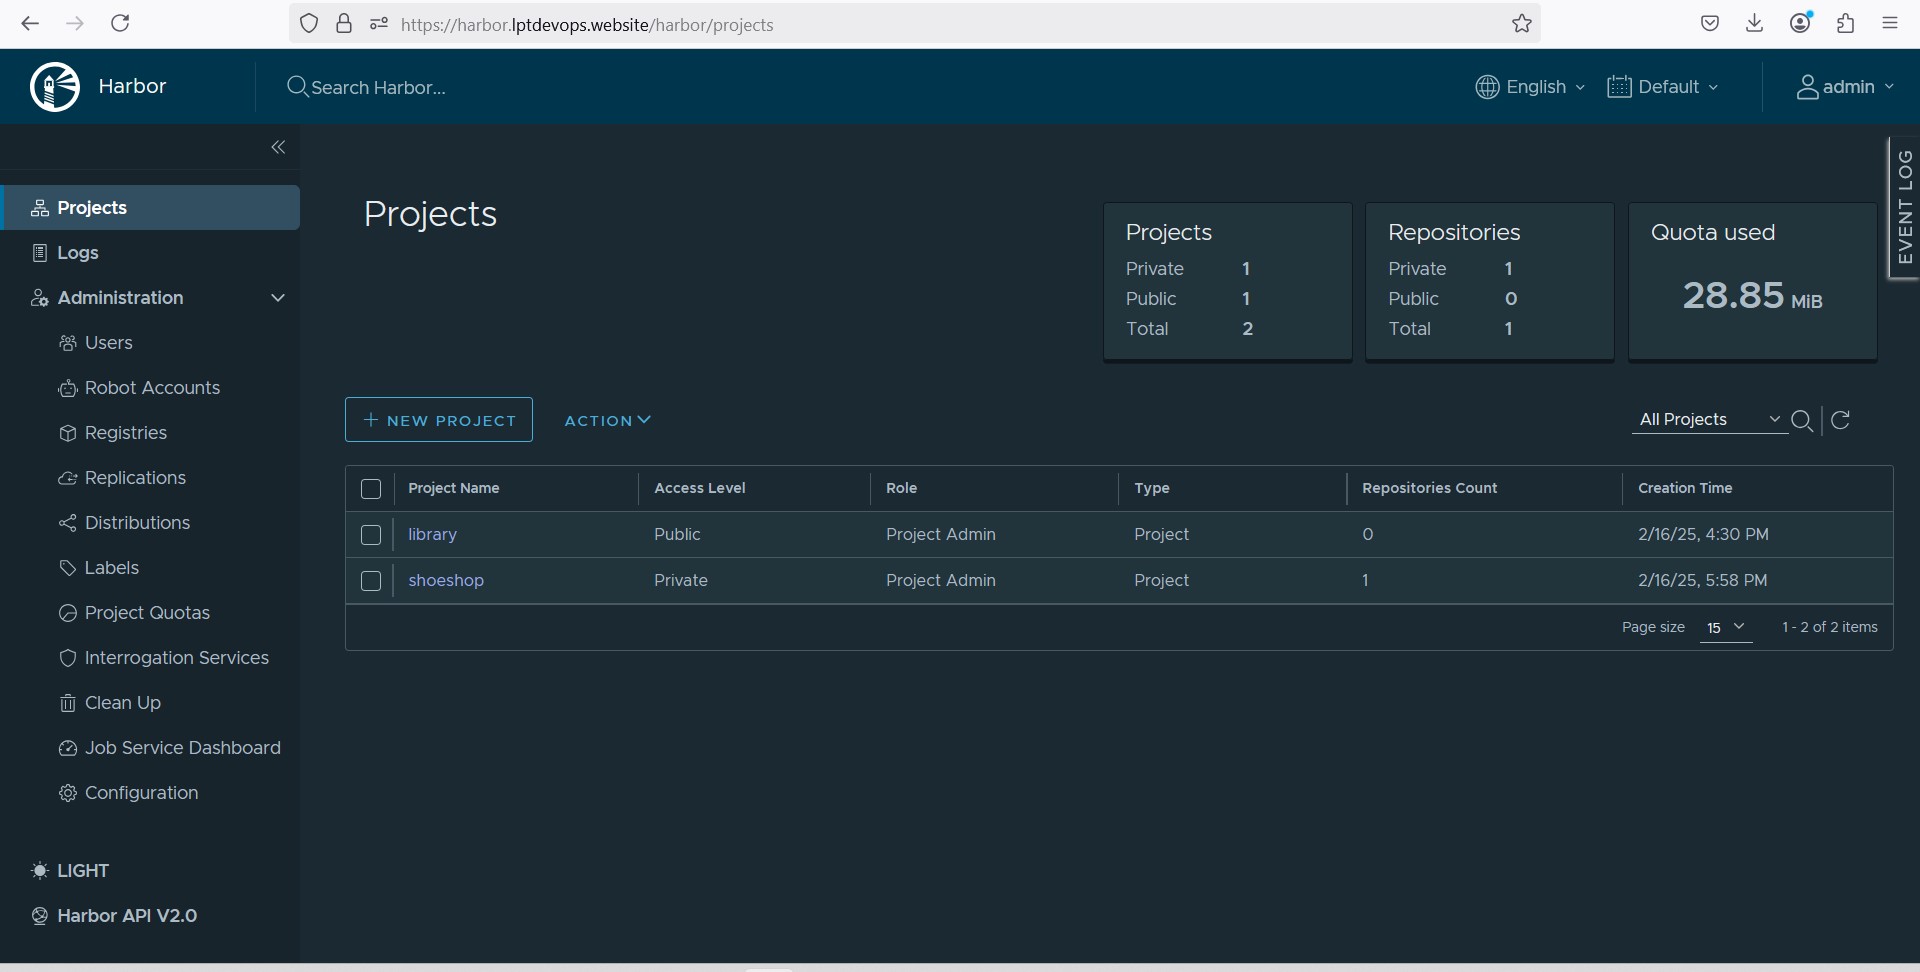 https://harbor.lptdevops.website/harbor/projects
Harbor
Search Harbor...
English
Default
admin
EVENT LOG
Projects
Logs
Administration
Users
Robot Accounts
Registries
Replications
Distributions
Labels
Project Quotas
Interrogation Services
Clean Up
Job Service Dashboard
Configuration
LIGHT
Harbor API V2.0
Projects
Projects
Private 1
Public 1
Total 2
Repositories
Private 1
Public 0
Total 1
Quota used
28.85 MiB
NEW PROJECT ACTION
All Projects
Project Name Access Level Role Type Repositories Count Creation Time
library Public Project Admin Project 0 2/16/25, 4:30 PM
shoeshop Private Project Admin Project 1 2/16/25, 5:58 PM
Page size 15 1 - 2 of 2 items